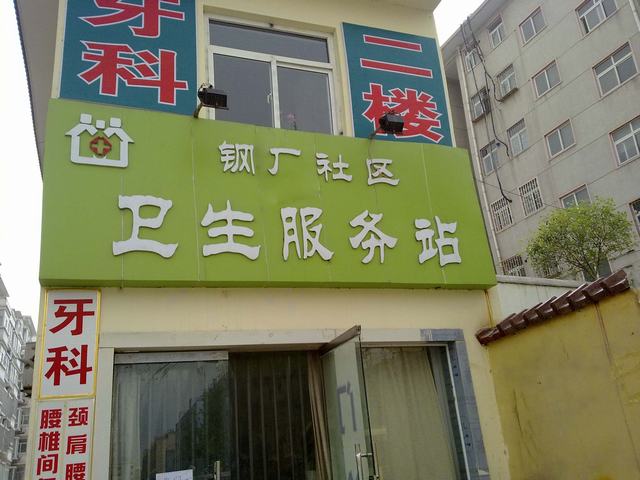 牙科
二楼
钢厂社区
卫生服务站
牙科
颈肩腰
腰椎间